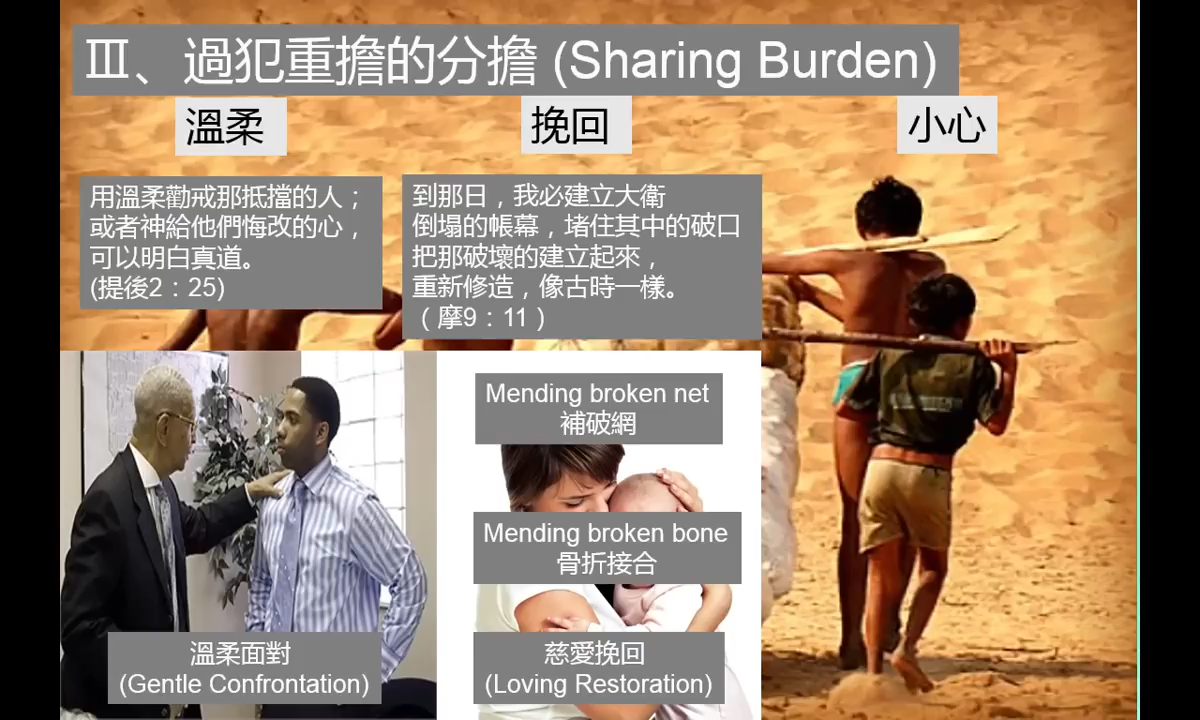 Ⅲ、過犯重擔的分擔 (Sharing Burden)
溫柔
挽回
小心
用溫柔勸戒那抵擋的人；
或者神給他們悔改的心，
可以明白真道。
(提後2：25)
到那日，我必建立大衛
倒塌的帳幕，堵住其中的破口
把那破壞的建立起來，
重新修造，像古時一樣。
（摩9：11）
Mending broken net
補破網
Mending broken bone
骨折接合
溫柔面對
(Gentle Confrontation)
慈愛挽回
(Loving Restoration)